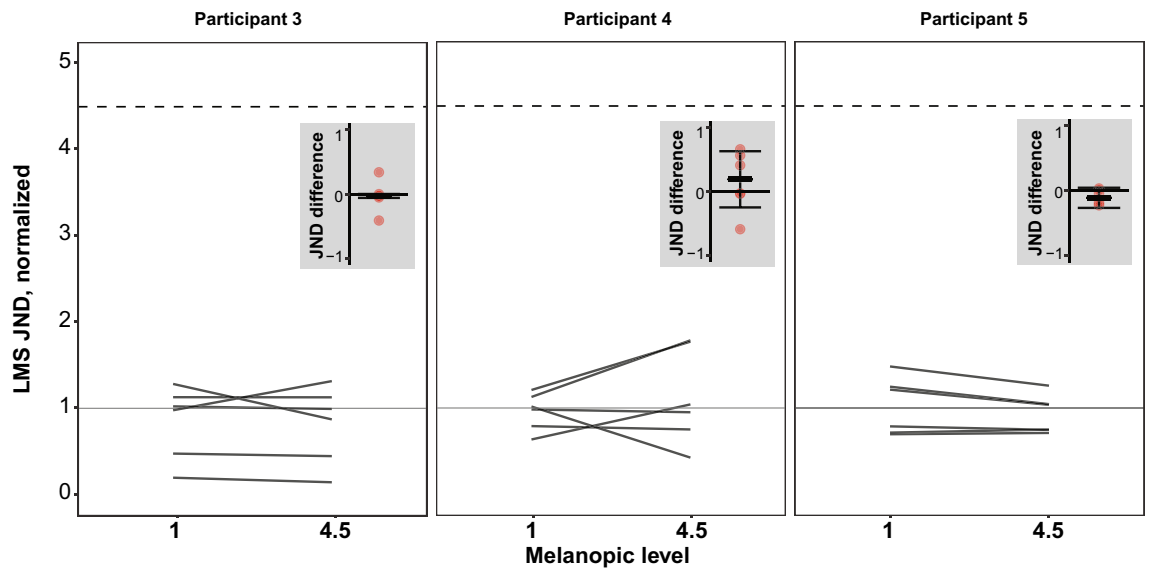 Participant 3
Participant 4
Participant 5
LMS JND, normalized
5
4
3
2
1
0
JND difference
1
0
−1
JND difference
1
0
−1
JND difference
1
0
−1
1
4.5
1
4.5
1
4.5
Melanopic level